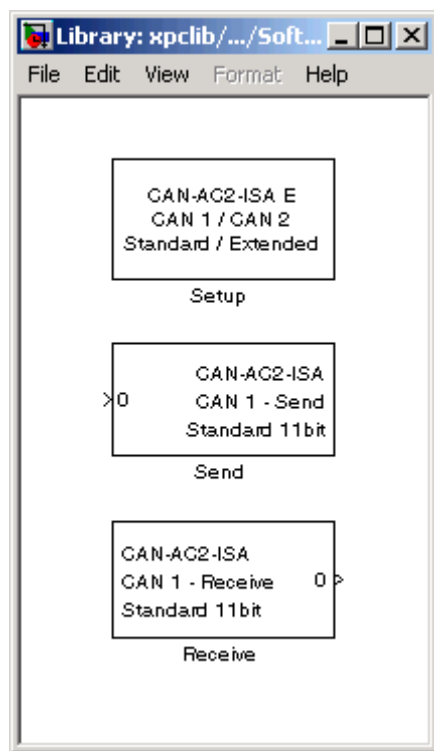 Library: xpclib/.../Soft...
File Edit View Format Help
CAN-AC2-ISA E
CAN 1 / CAN 2
Standard / Extended
Setup
CAN-AC2-ISA
>0 CAN 1 - Send
Standard 11bit
Send
CAN-AC2-ISA
CAN 1 - Receive 0 >
Standard 11bit
Receive